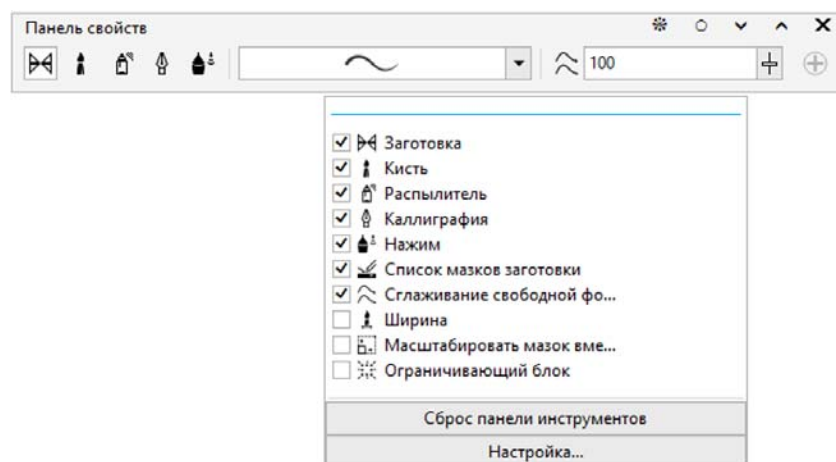 Панель свойств
100
Заготовка
Кисть
Распылитель
Каллиграфия
Нажим
Список мазков заготовки
Сглаживание свободной фо...
Ширина
Масштабировать мазок вме...
Ограничивающий блок
Сброс панели инструментов
Настройка...